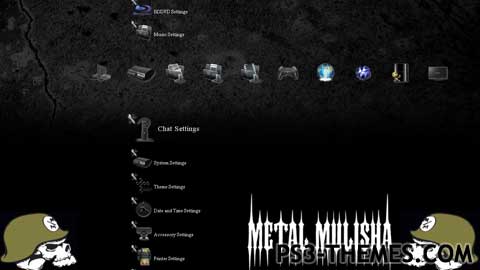 BD/DVD Settings
Music Settings
Chat Settings
System Settings
Theme Settings
Date and Time Settings
Accessory Settings
Printer Settings
METAL MULISHA
PS3-THEMES.COM